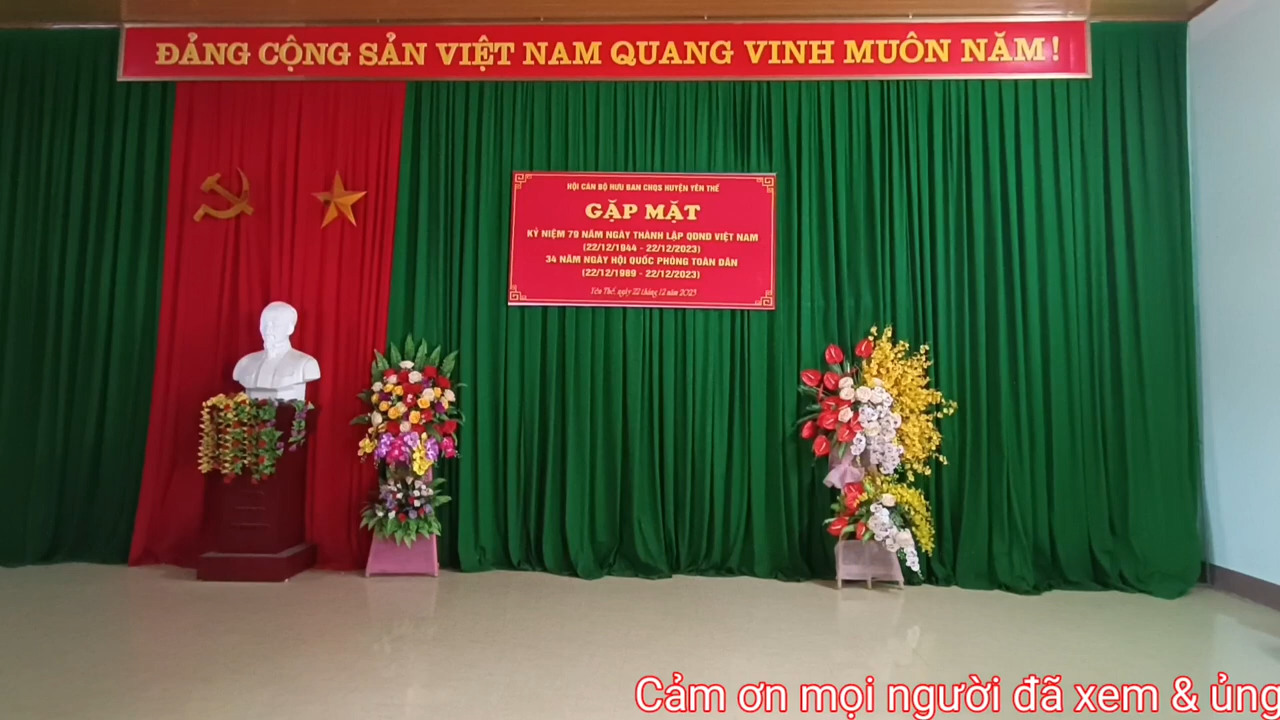 ĐẢNG CỘNG SẢN VIỆT NAM QUANG VINH MUÔN NĂM !
HỘI CÁN BỘ HƯU BAN CHQS HUYỆN YÊN THẾ
GẶP MẶT
KỶ NIỆM 79 NĂM NGÀY THÀNH LẬP QĐND VIỆT NAM
(22/12/1944 - 22/12/2023)
34 NĂM NGÀY HỘI QUỐC PHÒNG TOÀN DÂN
(22/12/1989 - 22/12/2023)
Yên Thế, ngày 22 tháng 12 năm 2023
Cảm ơn mọi người đã xem & ủng